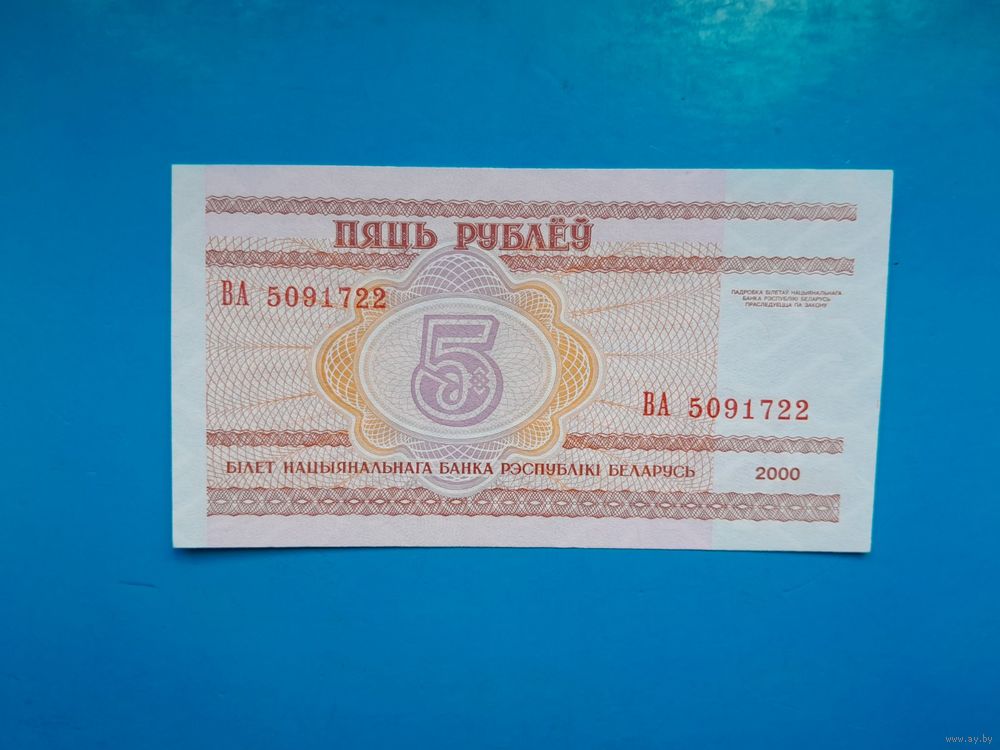 ПЯЦЬ РУБЛЁЎ
ВА 5091722
5
ПАДРОБКА БІЛЕТАЎ НАЦЫЯНАЛЬНАГА
БАНКА РЭСПУБЛІКІ БЕЛАРУСЬ
ПРАСЛЕДУЕЦЦА ПА ЗАКОНУ
ВА 5091722
БІЛЕТ НАЦЫЯНАЛЬНАГА БАНКА РЭСПУБЛІКІ БЕЛАРУСЬ
2000
www.ay.by